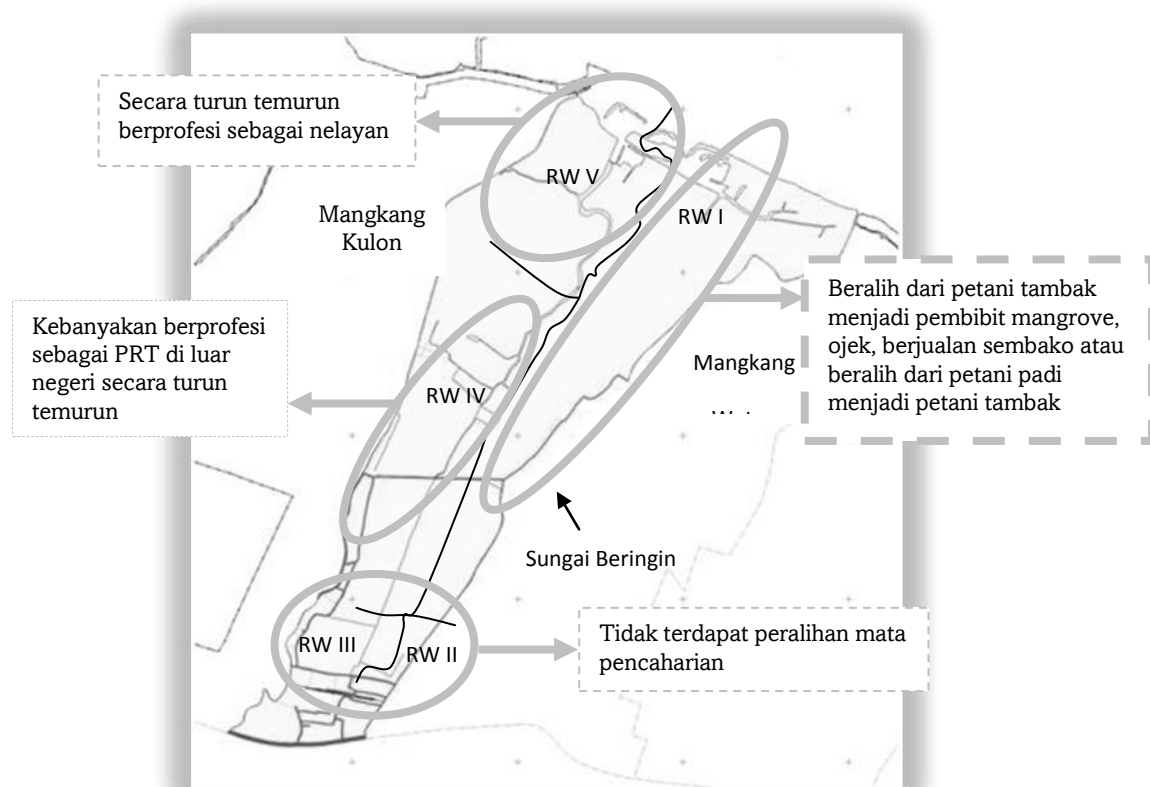 Secara turun temurun
berprofesi sebagai nelayan
RW V
RW I
Mangkang
Kulon
Beralih dari petani tambak
menjadi pembibit mangrove,
ojek, berjualan sembako atau
beralih dari petani padi
menjadi petani tambak
Kebanyakan berprofesi
sebagai PRT di luar
negeri secara turun
temurun
Mangkang
RW IV
Sungai Beringin
Tidak terdapat peralihan mata
pencaharian
RW III
RW II